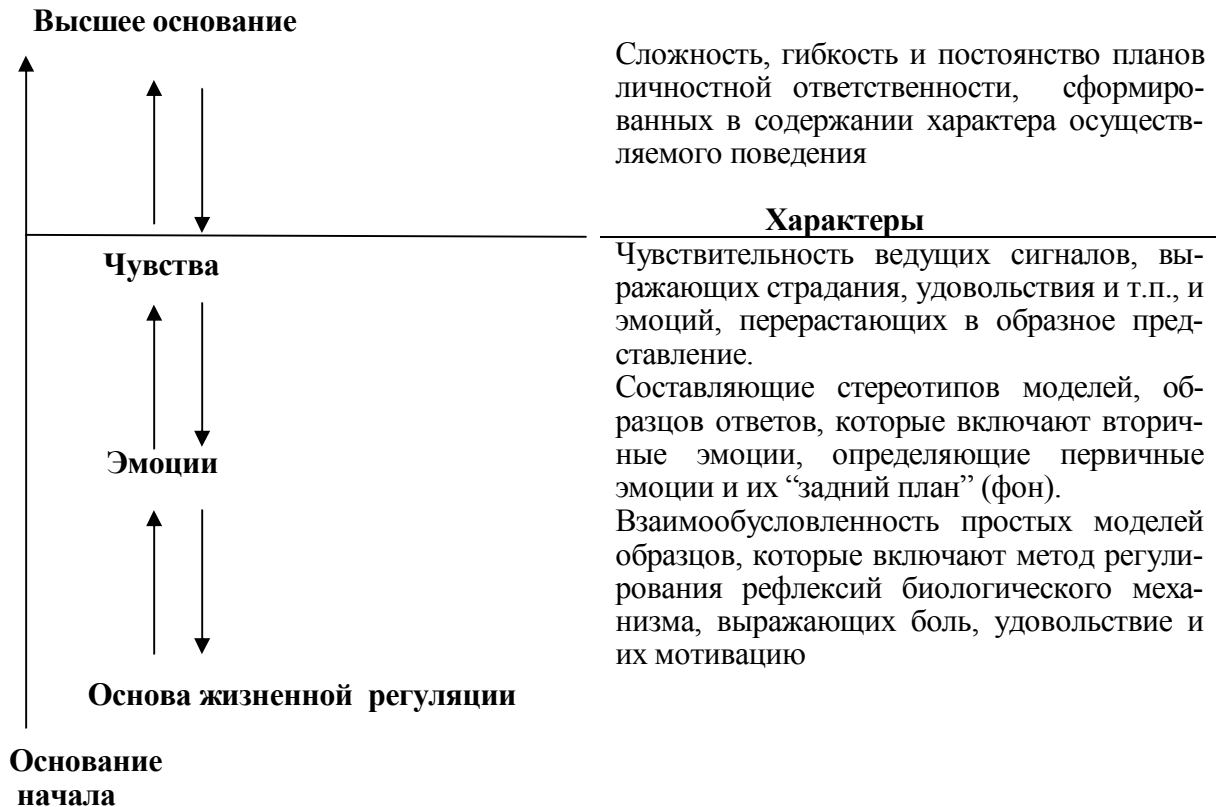 Высшее основание
Сложность, гибкость и постоянство планов
личностной ответственности, сформиро-
ванных в содержании характера осуществ-
ляемого поведения
Характеры
Чувства
Чувствительность ведущих сигналов, вы-
ражающих страдания, удовольствия и т.п., и
эмоций, перерастающих в образное пред-
ставление.
Составляющие стереотипов моделей, об-
разцов ответов, которые включают вторич-
ные эмоции, определяющие первичные
эмоции и их “задний план” (фон).
Эмоции
Взаимообусловленность простых моделей
образцов, которые включают метод регули-
рования рефлексий биологического меха-
низма, выражающих боль, удовольствие и
их мотивацию
Основа жизненной регуляции
Основание
начала